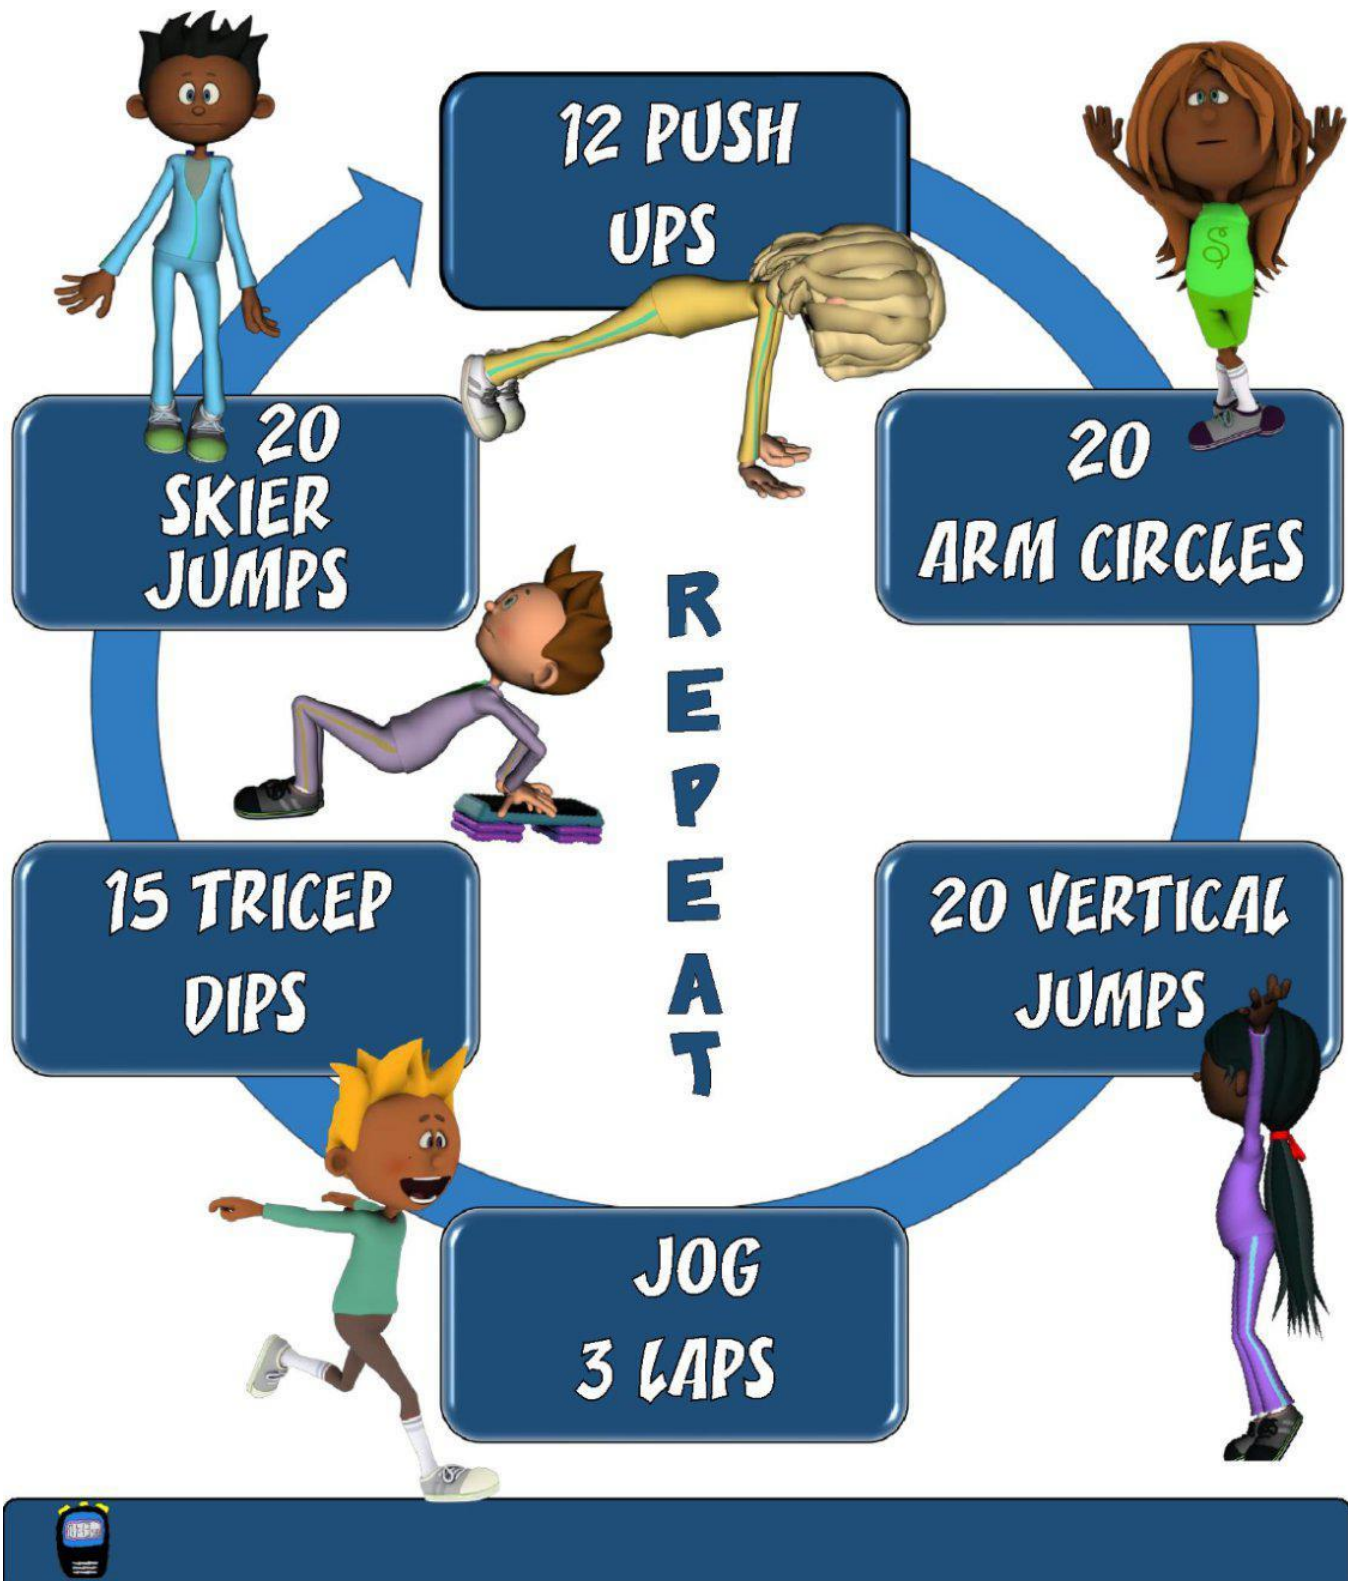 12 PUSH
UPS
20
ARM CIRCLES
20 VERTICAL
JUMPS
JOG
3 LAPS
15 TRICEP
DIPS
20
SKIER
JUMPS
REPEAT